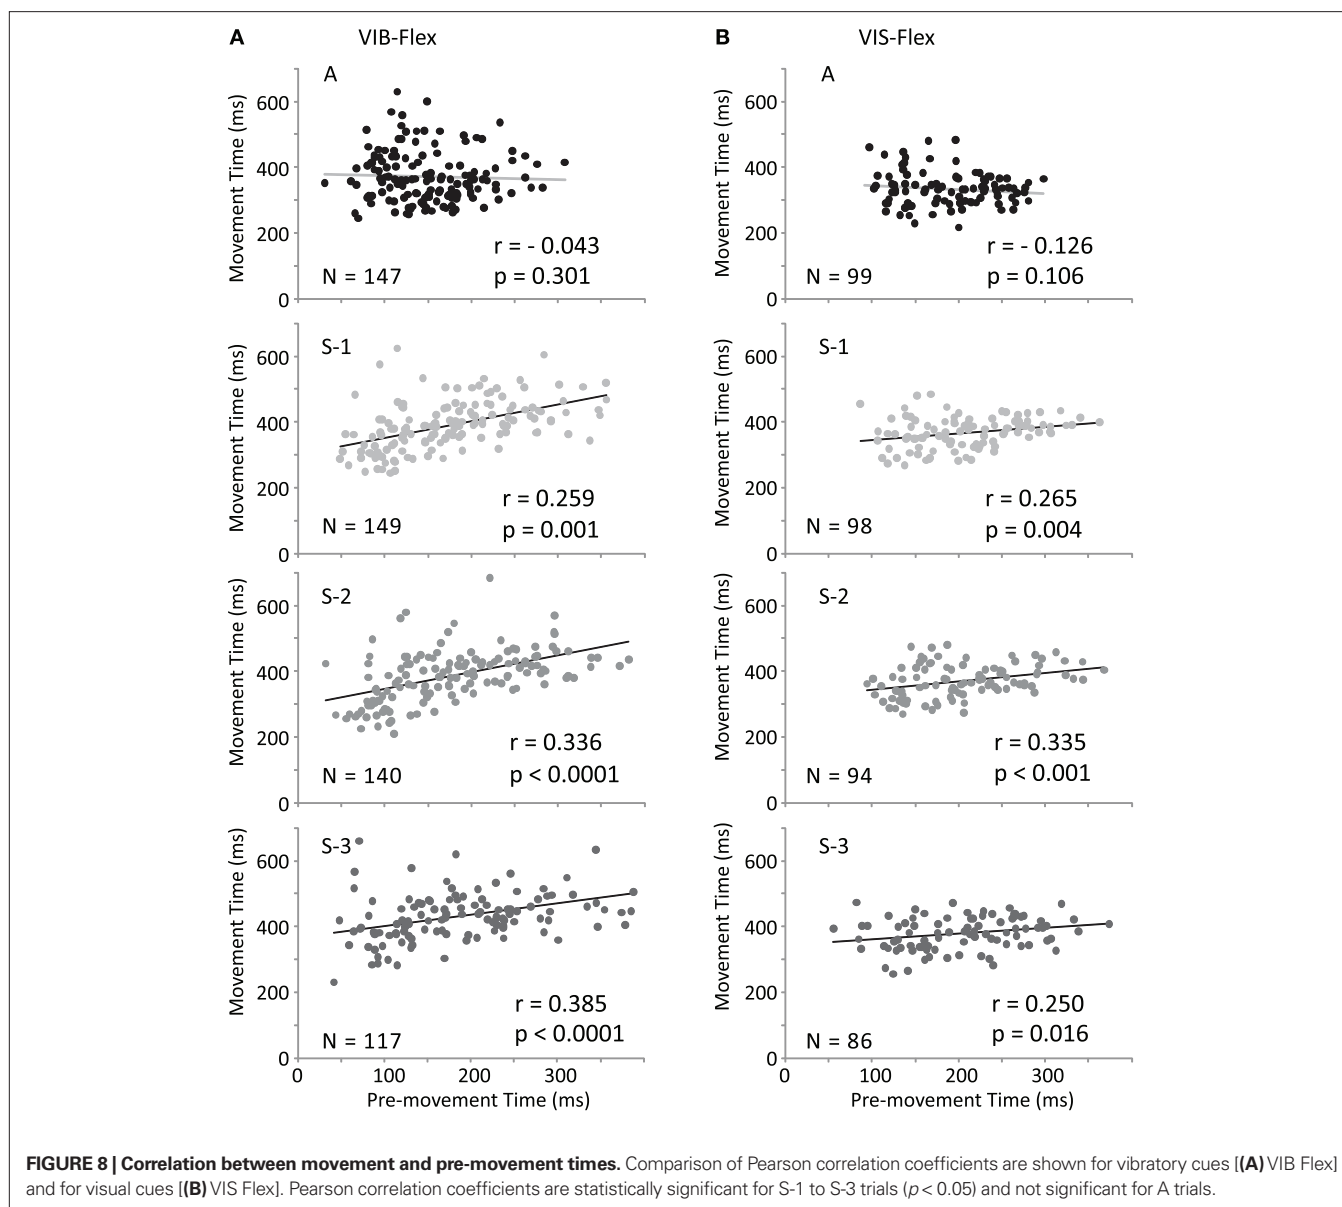 A VIB-Flex
A
Movement Time (ms)
600
400
200
0
r = - 0.043
N = 147 p = 0.301
S-1
Movement Time (ms)
600
400
200
0
r = 0.259
N = 149 p = 0.001
S-2
Movement Time (ms)
600
400
200
0
r = 0.336
N = 140 p < 0.0001
S-3
Movement Time (ms)
600
400
200
0
r = 0.385
N = 117 p < 0.0001
0 100 200 300
Pre-movement Time (ms)
B VIS-Flex
A
Movement Time (ms)
600
400
200
0
r = - 0.126
N = 99 p = 0.106
S-1
Movement Time (ms)
600
400
200
0
r = 0.265
N = 98 p = 0.004
S-2
Movement Time (ms)
600
400
200
0
r = 0.335
N = 94 p < 0.001
S-3
Movement Time (ms)
600
400
200
0
r = 0.250
N = 86 p = 0.016
0 100 200 300
Pre-movement Time (ms)
FIGURE 8 | Correlation between movement and pre-movement times. Comparison of Pearson correlation coefficients are shown for vibratory cues [(A) VIB Flex]
and for visual cues [(B) VIS Flex]. Pearson correlation coefficients are statistically significant for S-1 to S-3 trials (p < 0.05) and not significant for A trials.